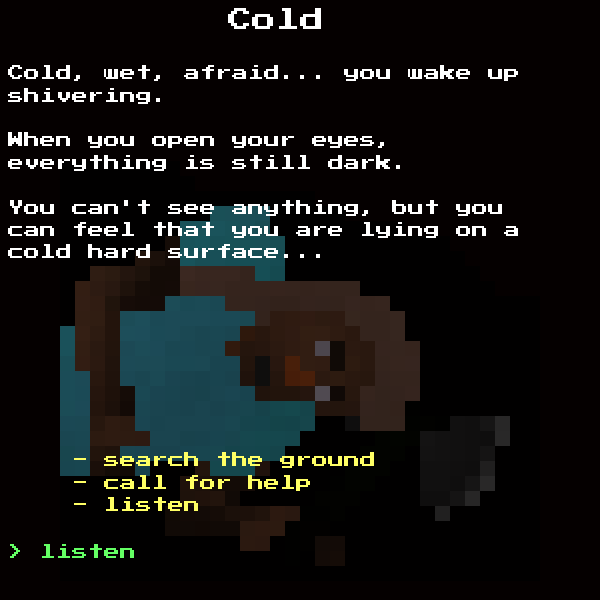 Cold
Cold, wet, afraid... you wake up
shivering.
When you open your eyes,
everything is still dark.
You can't see anything, but you
can feel that you are lying on a
cold hard surface...
- search the ground
- call for help
- listen
> listen